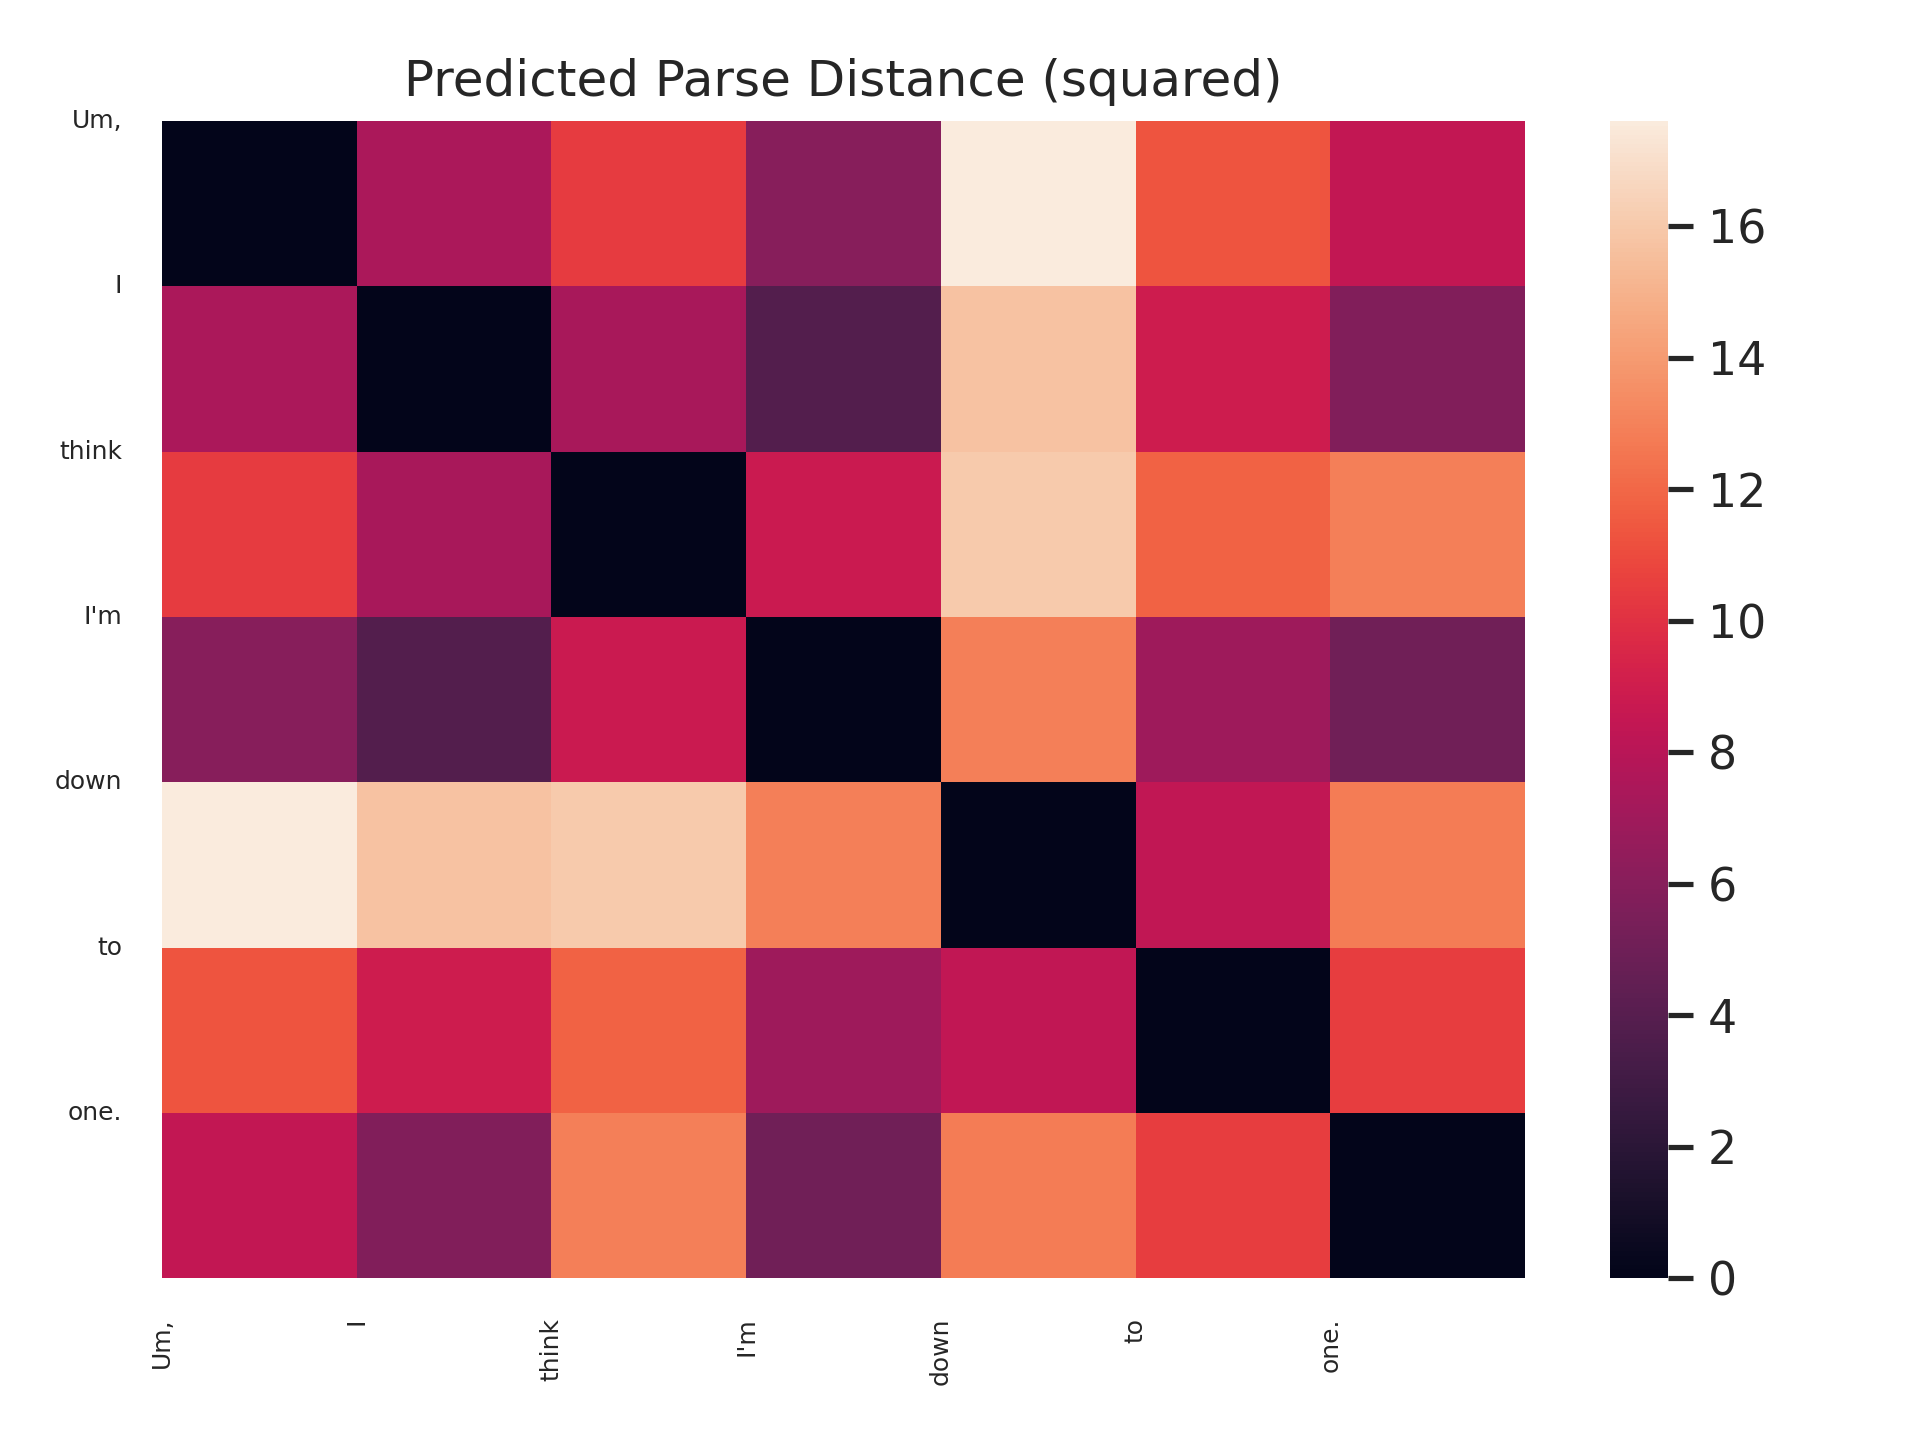 Predicted Parse Distance (squared)
Um,
I
think
I'm
down
to
one.
Um,
I
think
I'm
down
to
one.
16
14
12
10
8
6
4
2
0